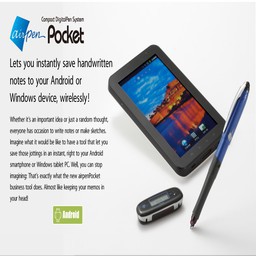 Compact DigitalPen System
airpen Pocket
Lets you instantly save handwritten
notes to your Android or
Windows device, wirelessly!
Whether it's an important idea or just a random thought,
everyone has occasion to write notes or make sketches.
Imagine what it would be like to have a tool that let you
save those jottings in an instant, right to your Android
smartphone or Windows tablet PC. Well, you can stop
imagining: That's exactly what the new airpenPocket
business tool does. Almost like keeping your memos in
your head!
Android